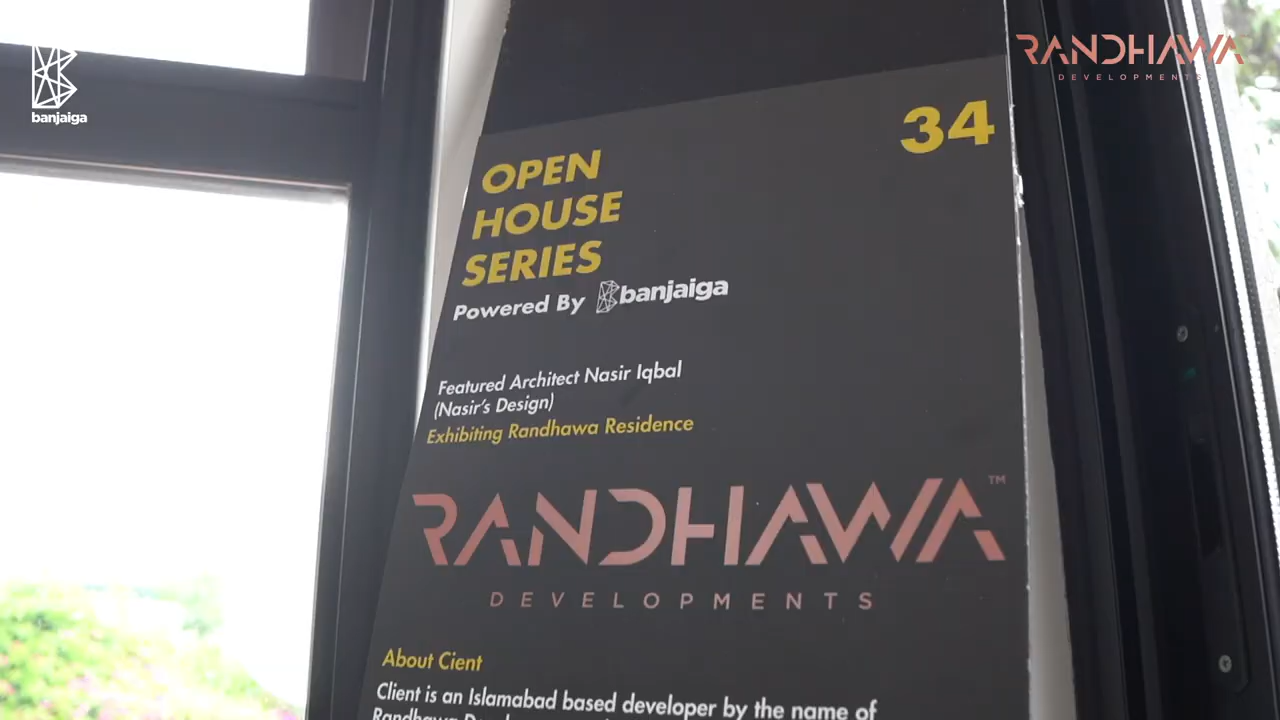 banjaiga
RANDHAWA
DEVELOPMENTS
34
OPEN
HOUSE
SERIES
Powered By banjaiga
Featured Architect Nasir Iqbal
(Nasir's Design)
Exhibiting Randhawa Residence
RANDHAWA™
DEVELOPMENTS
About Cient
Client is an Islamabad based developer by the name of
Randhawa